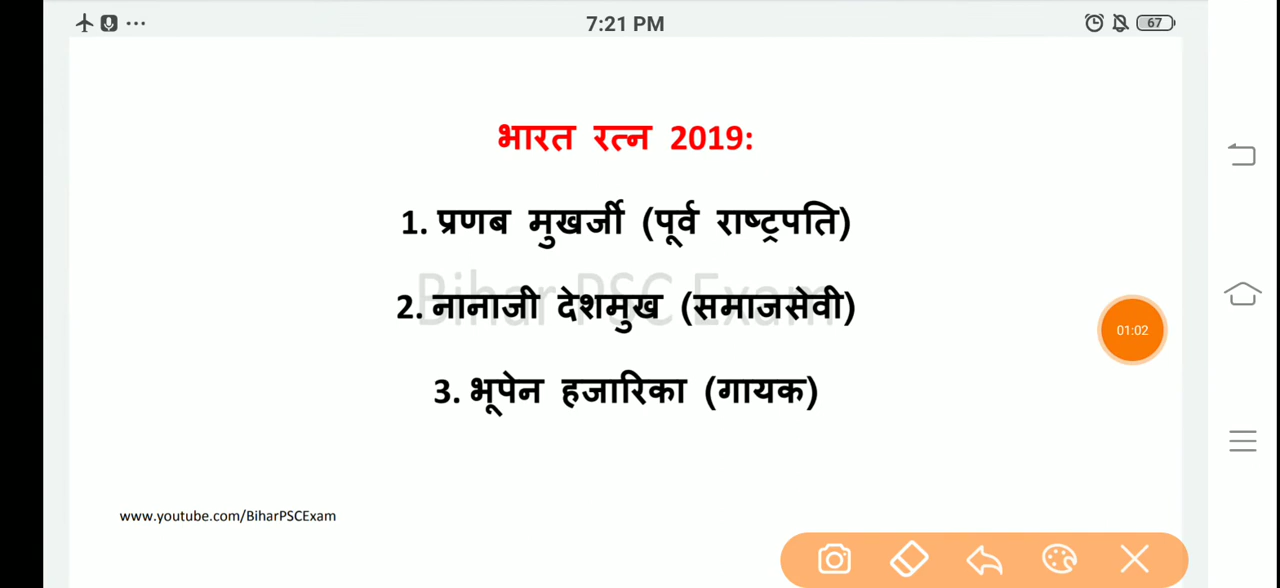 7:21 PM
67
भारत रत्न 2019:
1. प्रणब मुखर्जी (पूर्व राष्ट्रपति)
Bihar PSC Exam
2. नानाजी देशमुख (समाजसेवी)
01:02
3. भूपेन हजारिका (गायक)
www.youtube.com/BiharPSCExam